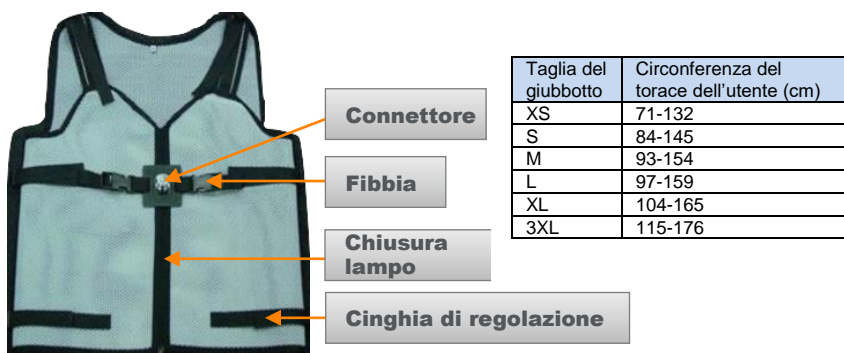 Connettore
Fibbia
Chiusura
lampo
Cinghia di regolazione
Taglia del giubbotto Circonferenza del torace dell'utente (cm)
XS 71-132
S 84-145
M 93-154
L 97-159
XL 104-165
3XL 115-176